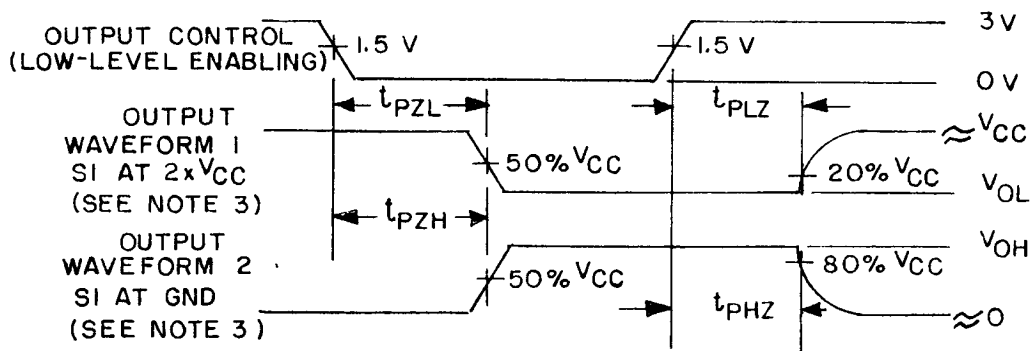 OUTPUT CONTROL
(LOW-LEVEL ENABLING)
1.5 V
1.5 V
3 V
0 V
tPZL
tPLZ
OUTPUT
WAVEFORM 1
S1 AT 2xVCC
(SEE NOTE 3)
50% VCC
20% VCC
≈VCC
VOL
tPZH
OUTPUT
WAVEFORM 2
S1 AT GND
(SEE NOTE 3)
50% VCC
80% VCC
VOH
tPHZ
≈0